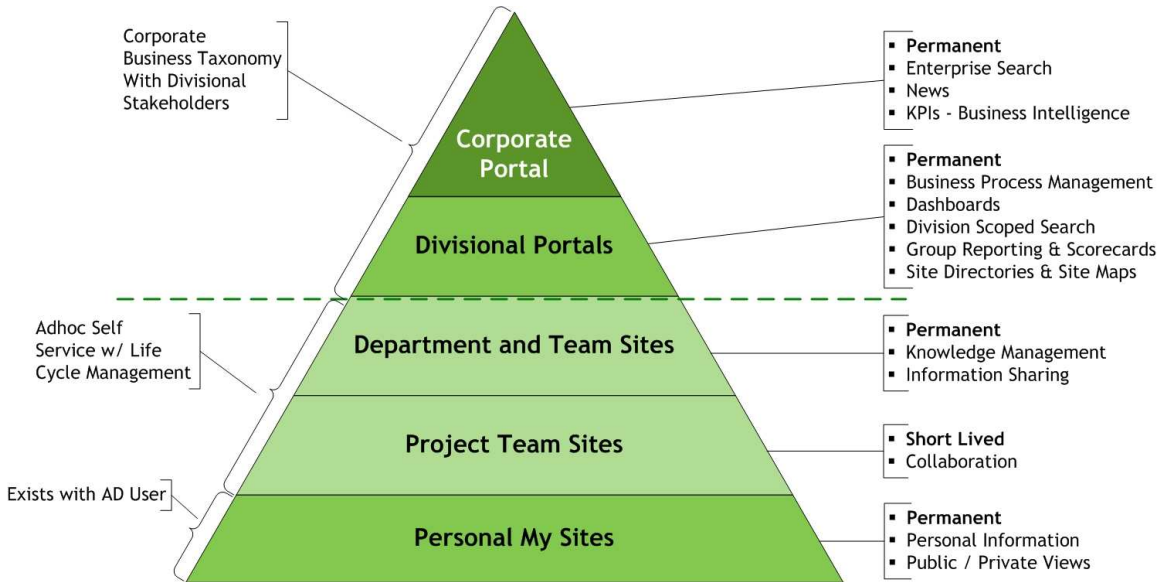 Corporate
Business Taxonomy
With Divisional
Stakeholders
Adhoc Self
Service w/ Life
Cycle Management
Exists with AD User
Corporate
Portal
Divisional Portals
Department and Team Sites
Project Team Sites
Personal My Sites
▪ Permanent
▪ Enterprise Search
▪ News
▪ KPIs - Business Intelligence
▪ Permanent
▪ Business Process Management
▪ Dashboards
▪ Division Scoped Search
▪ Group Reporting & Scorecards
▪ Site Directories & Site Maps
▪ Permanent
▪ Knowledge Management
▪ Information Sharing
▪ Short Lived
▪ Collaboration
▪ Permanent
▪ Personal Information
▪ Public / Private Views